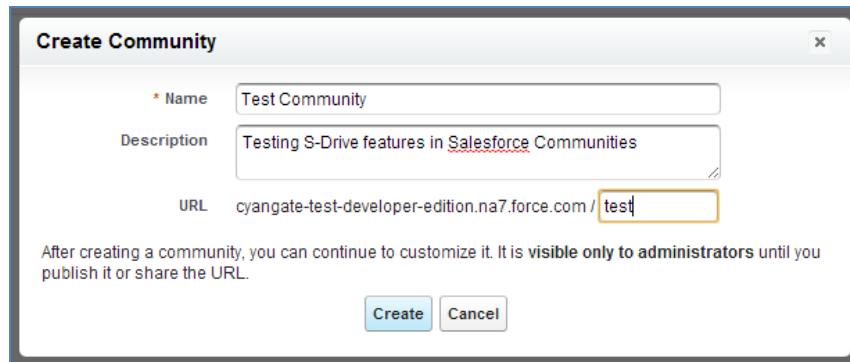 Create Community
x
* Name Test Community
Description Testing S-Drive features in Salesforce Communities
URL cyangate-test-developer-edition.na7.force.com / test
After creating a community, you can continue to customize it. It is visible only to administrators until you
publish it or share the URL.
Create Cancel